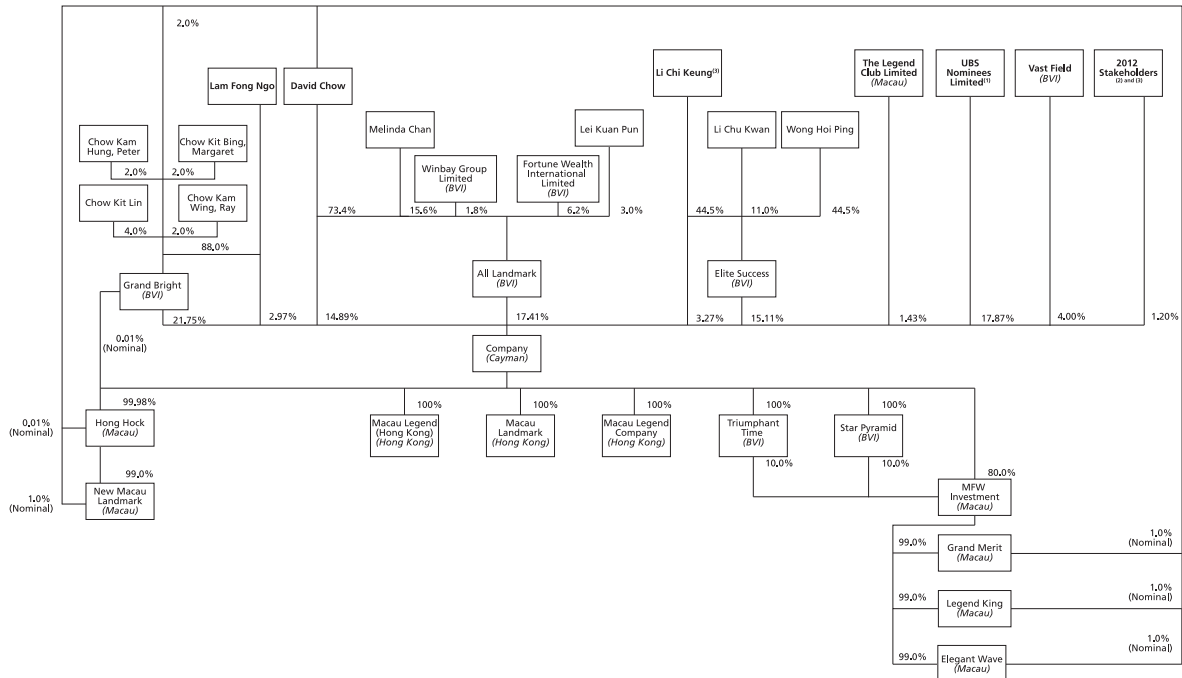 2.0%
Lam Fong Ngo
David Chow
Li Chi Keung(3)
The Legend
Club Limited
(Macau)
UBS
Nominees
Limited(1)
Vast Field
(BVI)
2012
Stakeholders
(2) and (3)
Melinda Chan
Lei Kuan Pun
Li Chu Kwan
Wong Hoi Ping
Chow Kam
Hung, Peter
Chow Kit Bing,
Margaret
2.0%
2.0%
Winbay Group
Limited
(BVI)
Fortune Wealth
International
Limited
(BVI)
Chow Kit Lin
Chow Kam
Wing, Ray
4.0%
2.0%
73.4%
15.6%
1.8%
6.2%
3.0%
44.5%
11.0%
44.5%
88.0%
Grand Bright
(BVI)
All Landmark
(BVI)
Elite Success
(BVI)
21.75%
2.97%
14.89%
17.41%
3.27%
15.11%
1.43%
17.87%
4.00%
1.20%
0.01%
(Nominal)
Company
(Cayman)
99.98%
100%
100%
100%
100%
100%
0.01%
(Nominal)
Hong Hock
(Macau)
Macau Legend
(Hong Kong)
(Hong Kong)
Macau
Landmark
(Hong Kong)
Macau Legend
Company
(Hong Kong)
Triumphant
Time
(BVI)
Star Pyramid
(BVI)
99.0%
10.0%
10.0%
80.0%
1.0%
(Nominal)
New Macau
Landmark
(Macau)
MFW
Investment
(Macau)
99.0%
Grand Merit
(Macau)
1.0%
(Nominal)
99.0%
Legend King
(Macau)
1.0%
(Nominal)
99.0%
Elegant Wave
(Macau)
1.0%
(Nominal)